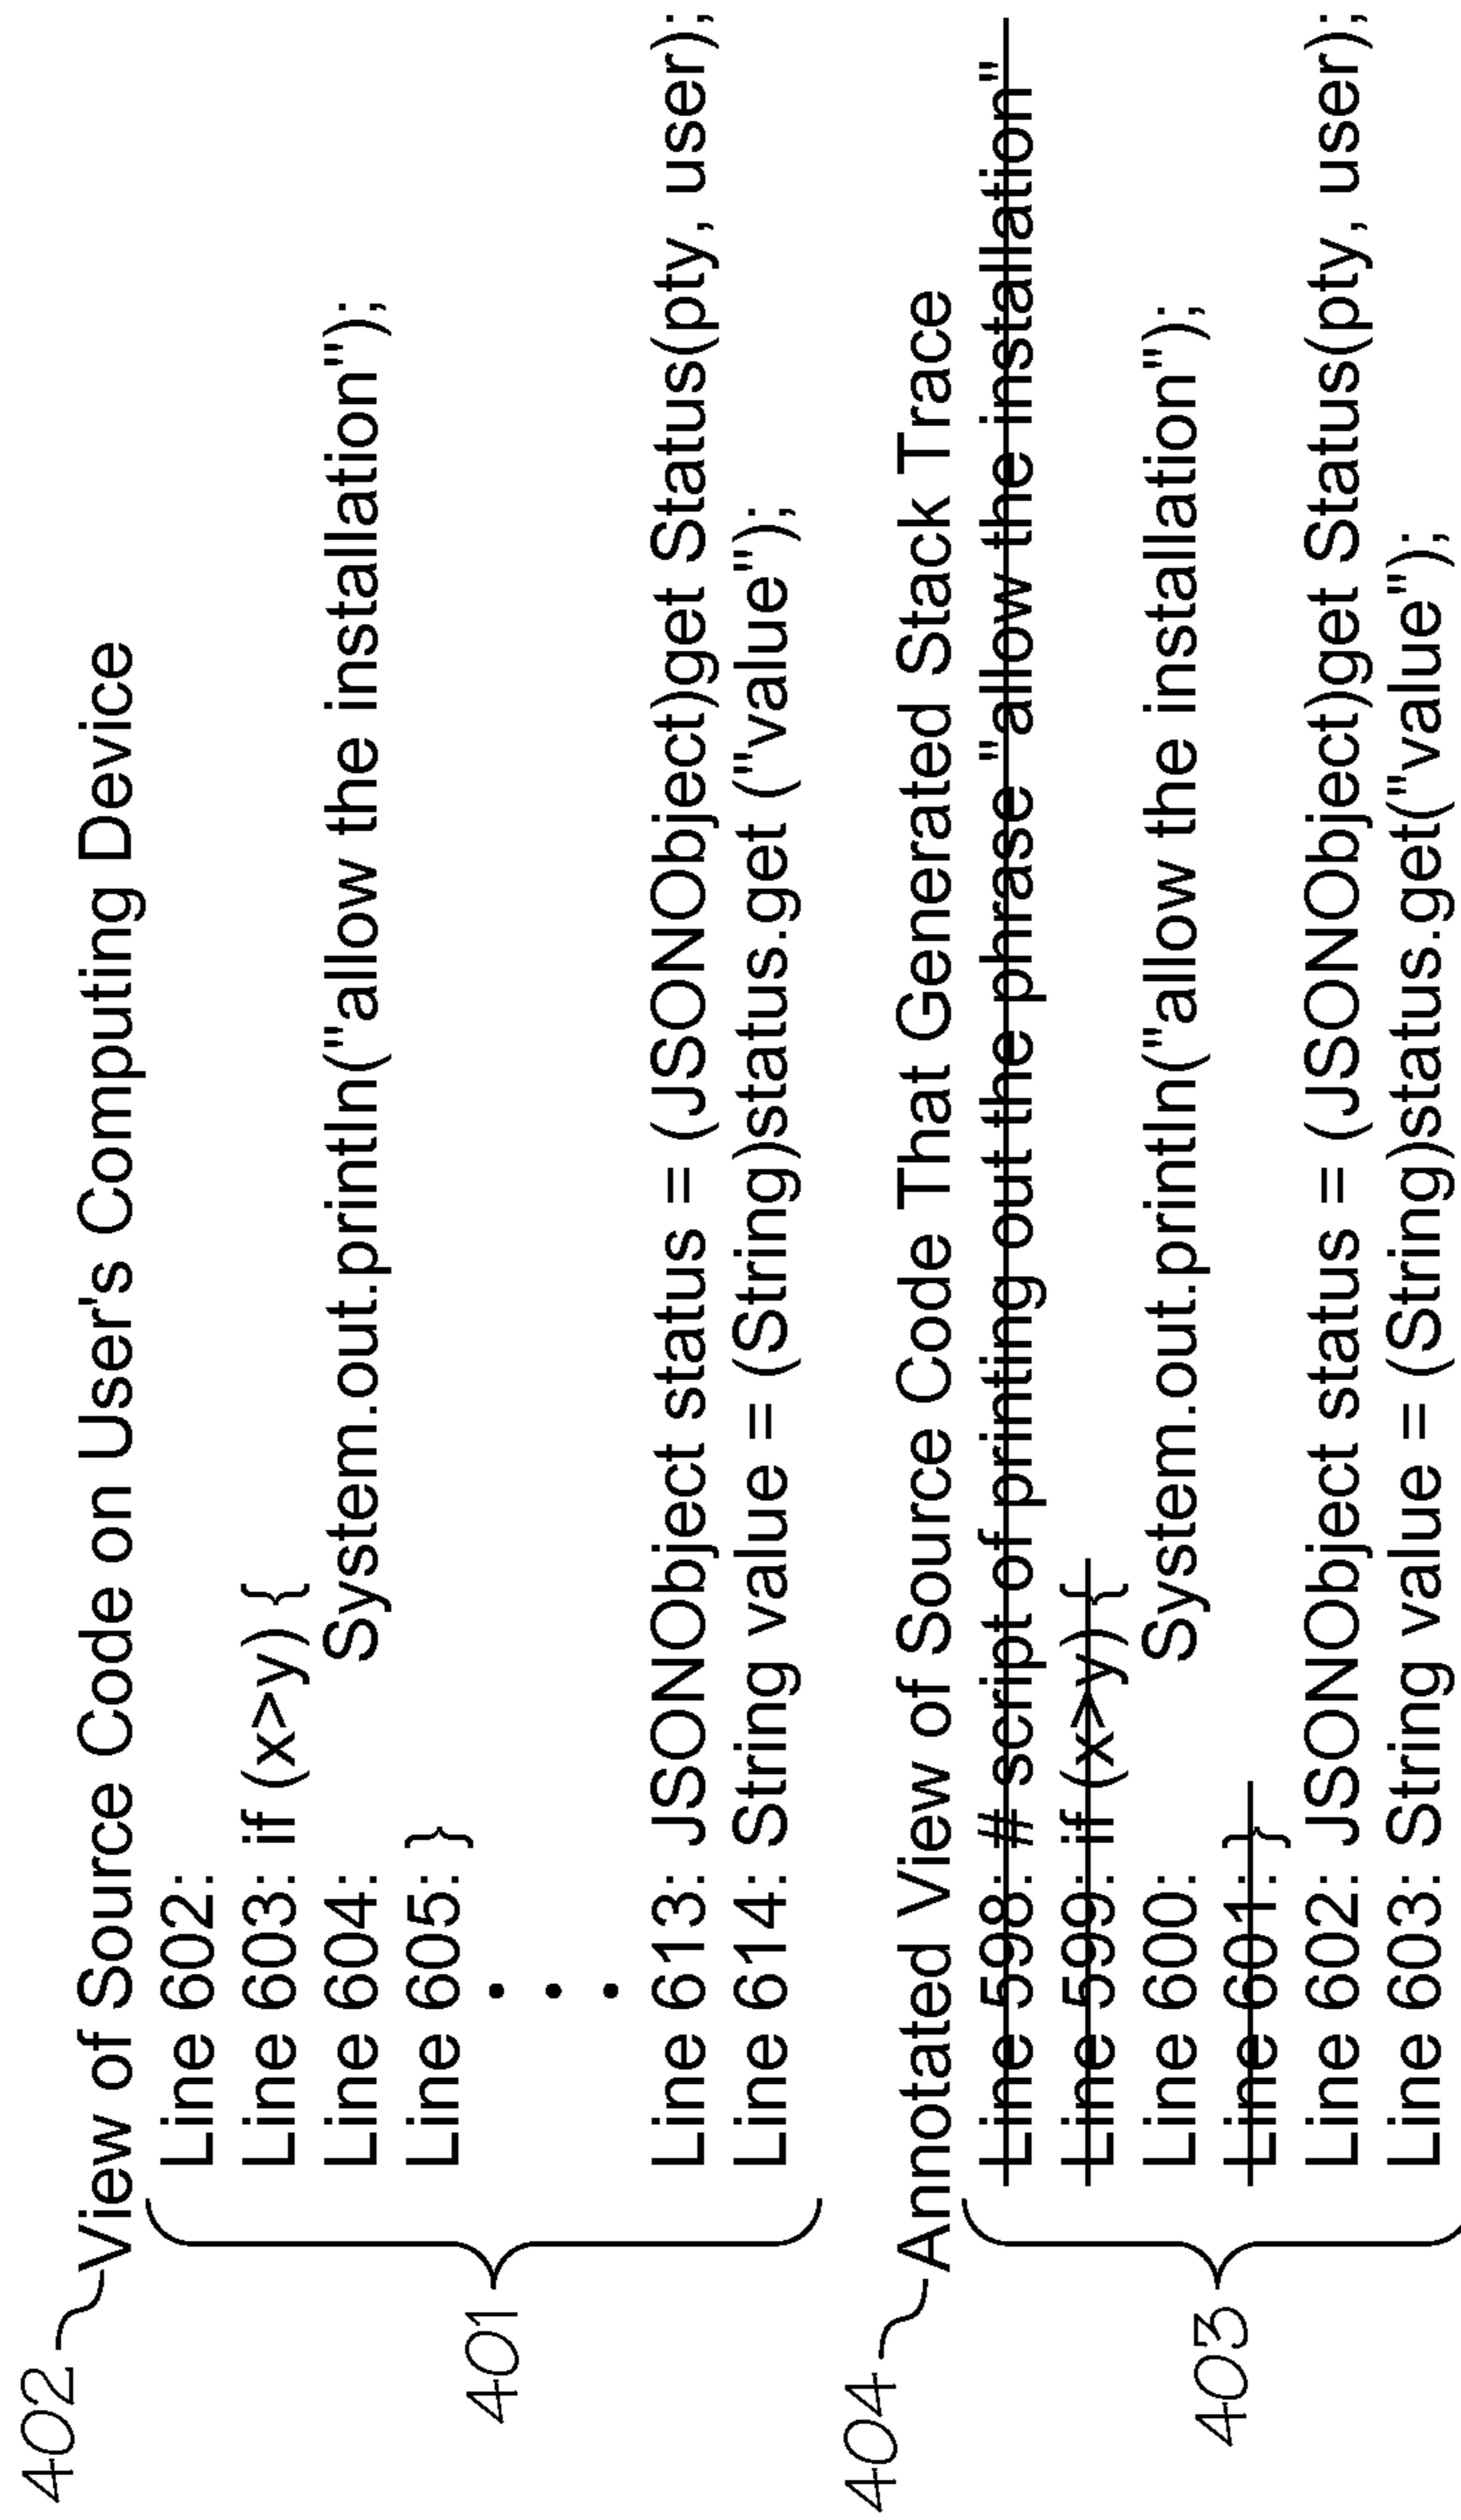 402 View of Source Code on User's Computing Device
Line 602:
Line 603: if (x>y) {
Line 604: System.out.println("allow the installation");
Line 605: }
401
Line 613: JSONObject status = (JSONObject)get Status(pty, user);
Line 614: String value = (String)status.get ("value");
404 Annotated View of Source Code That Generated Stack Trace
Line 598: # script of printing out the phrase "allow the installation"
Line 599: if (x>y) {
Line 600: System.out.println("allow the installation");
403
Line 601: }
Line 602: JSONObject status = (JSONObject)get Status(pty, user);
Line 603: String value = (String)status.get("value");